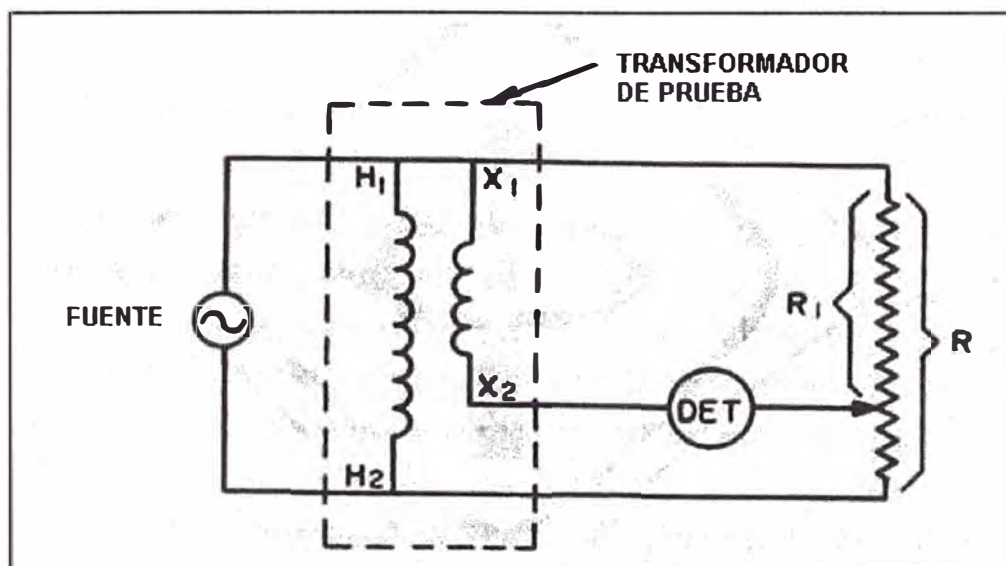 TRANSFORMADOR
DE PRUEBA
H1
X1
FUENTE
R1
R
X2
DET
H2